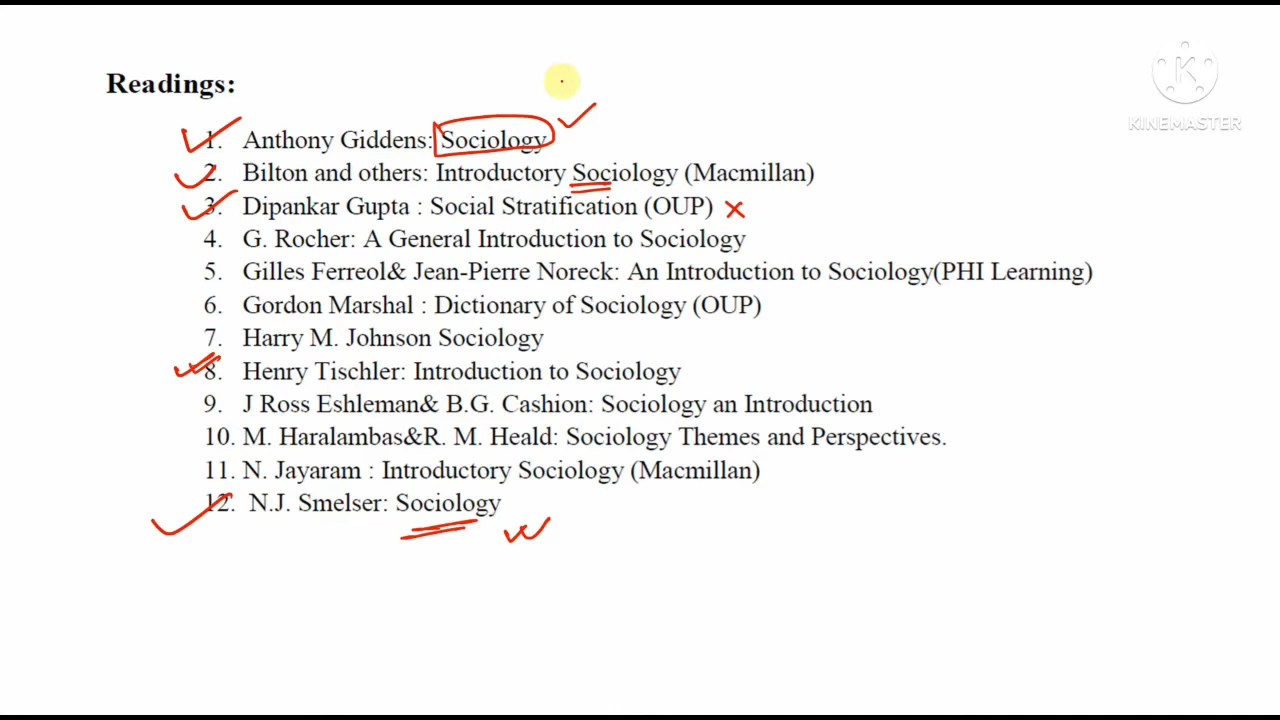 Readings:
1. Anthony Giddens: Sociology
2. Bilton and others: Introductory Sociology (Macmillan)
3. Dipankar Gupta : Social Stratification (OUP)
4. G. Rocher: A General Introduction to Sociology
5. Gilles Ferreol& Jean-Pierre Noreck: An Introduction to Sociology(PHI Learning)
6. Gordon Marshal : Dictionary of Sociology (OUP)
7. Harry M. Johnson Sociology
8. Henry Tischler: Introduction to Sociology
9. J Ross Eshleman& B.G. Cashion: Sociology an Introduction
10. M. Haralambas&R. M. Heald: Sociology Themes and Perspectives.
11. N. Jayaram : Introductory Sociology (Macmillan)
12. N.J. Smelser: Sociology
K
KINEMASTER